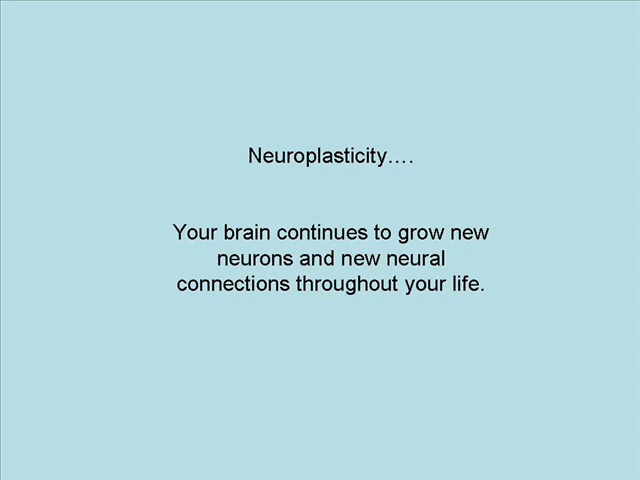 Neuroplasticity....
Your brain continues to grow new
neurons and new neural
connections throughout your life.